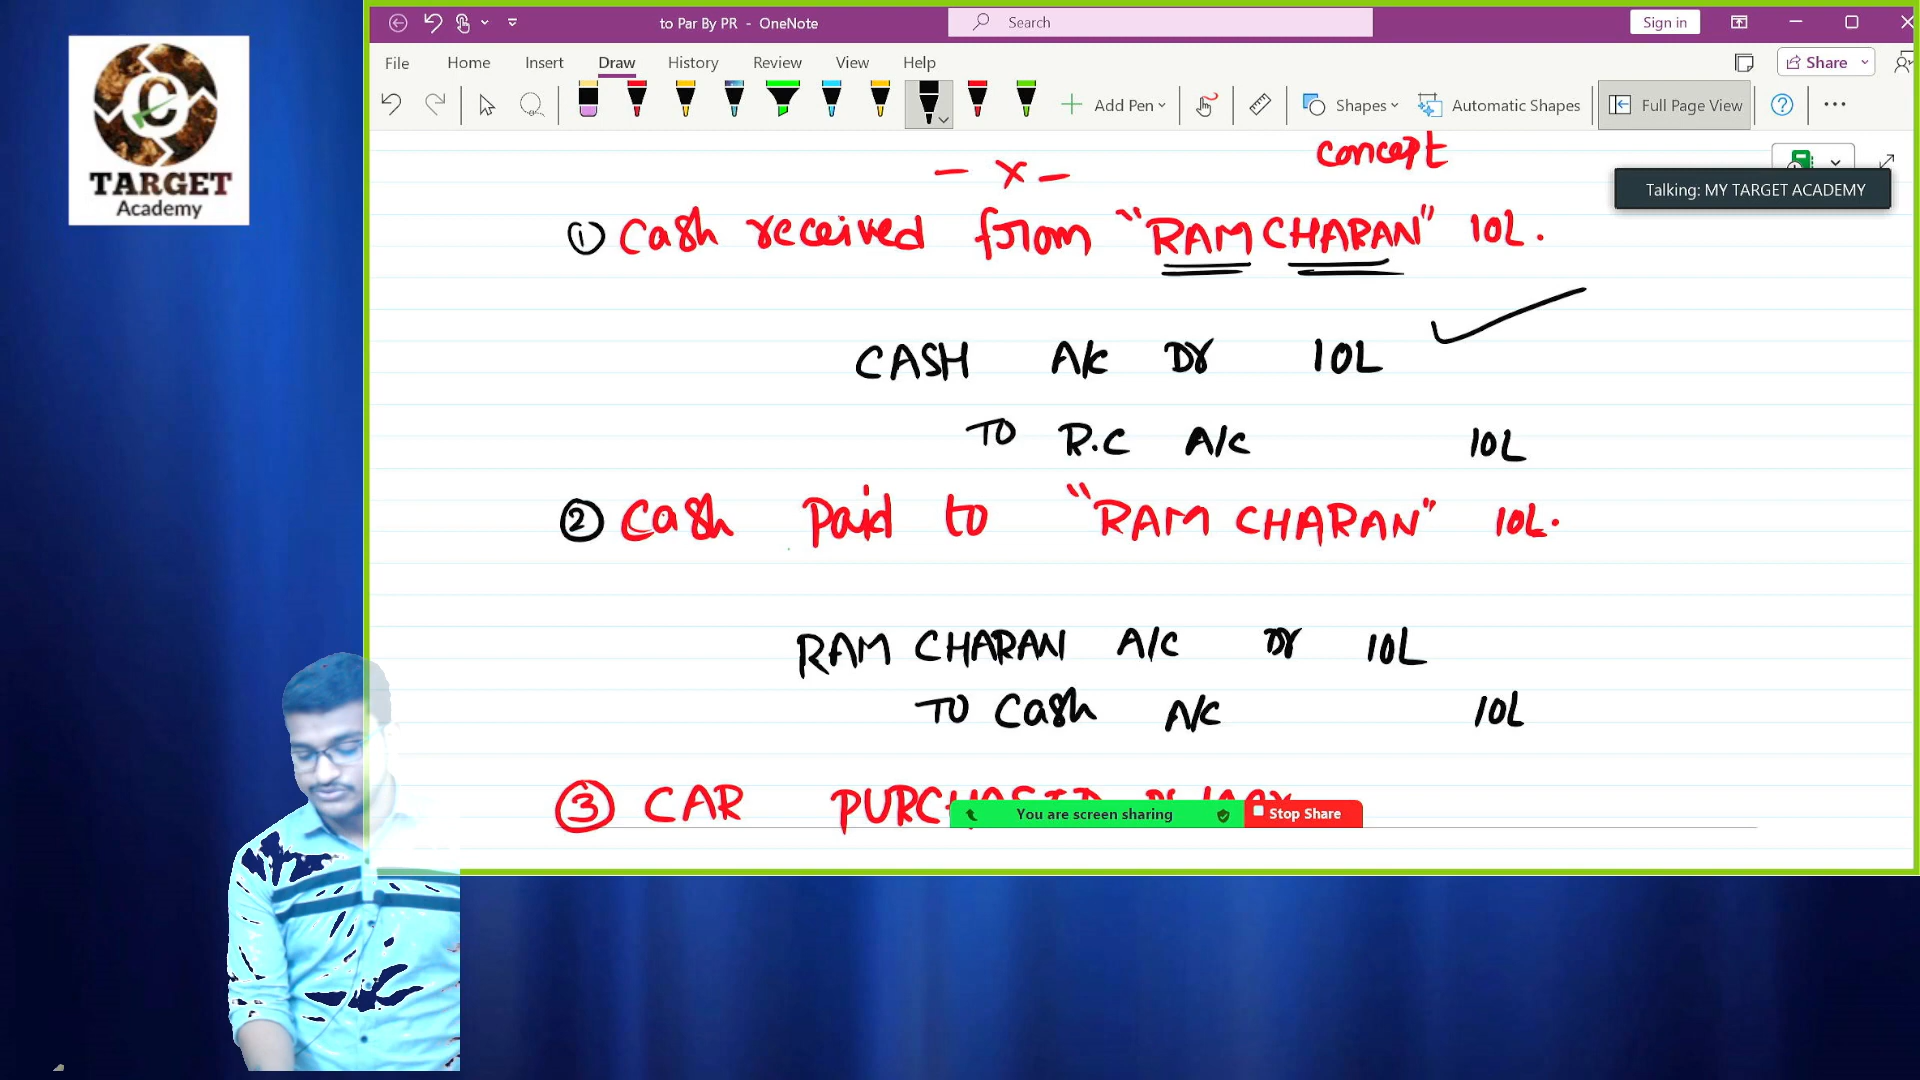 TARGET
Academy
to Par By PR - OneNote
Search
Sign in
File Home Insert Draw History Review View Help
Share
Add Pen
Shapes
Automatic Shapes
Full Page View
Talking: MY TARGET ACADEMY
concept
- x -
① Cash received from "RAM CHARAN" 10L.
CASH A/c Dr 10L
TO R.C A/c 10L
② Cash Paid to "RAM CHARAN" 10L.
RAM CHARAN A/C Dr 10L
TO Cash A/C 10L
③ CAR PURCHASED
You are screen sharing
Stop Share